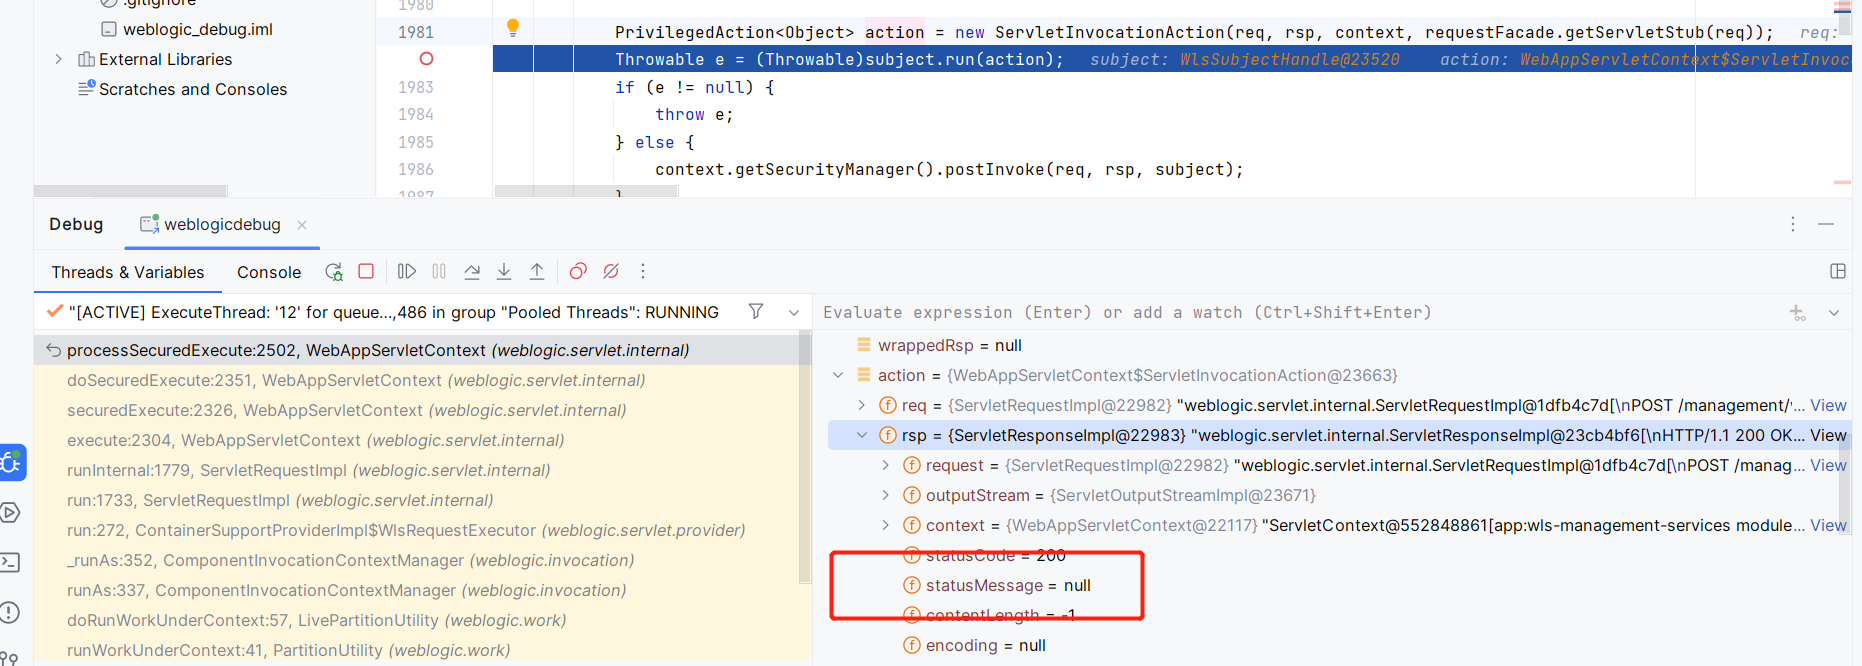 .gitignore
weblogic_debug.iml
External Libraries
Scratches and Consoles
1980
1981 PrivilegedAction<Object> action = new ServletInvocationAction(req, rsp, context, requestFacade.getServletStub(req)); req:
Throwable e = (Throwable)subject.run(action); subject: WlsSubjectHandle@23520 action: WebAppServletContext$ServletInvoc
1983 if (e != null) {
1984 throw e;
1985 } else {
1986 context.getSecurityManager().postInvoke(req, rsp, subject);
1987 }
Debug weblogicdebug
Threads & Variables Console
"[ACTIVE] ExecuteThread: '12' for queue...,486 in group "Pooled Threads": RUNNING
processSecuredExecute:2502, WebAppServletContext (weblogic.servlet.internal)
doSecuredExecute:2351, WebAppServletContext (weblogic.servlet.internal)
securedExecute:2326, WebAppServletContext (weblogic.servlet.internal)
execute:2304, WebAppServletContext (weblogic.servlet.internal)
runInternal:1779, ServletRequestImpl (weblogic.servlet.internal)
run:1733, ServletRequestImpl (weblogic.servlet.internal)
run:272, ContainerSupportProviderImpl$WlsRequestExecutor (weblogic.servlet.provider)
_runAs:352, ComponentInvocationContextManager (weblogic.invocation)
runAs:337, ComponentInvocationContextManager (weblogic.invocation)
doRunWorkUnderContext:57, LivePartitionUtility (weblogic.work)
runWorkUnderContext:41, PartitionUtility (weblogic.work)
Evaluate expression (Enter) or add a watch (Ctrl+Shift+Enter)
wrappedRsp = null
action = {WebAppServletContext$ServletInvocationAction@23663}
req = {ServletRequestImpl@22982} "weblogic.servlet.internal.ServletRequestImpl@1dfb4c7d[\nPOST /management/'... View
rsp = {ServletResponseImpl@22983} "weblogic.servlet.internal.ServletResponseImpl@23cb4bf6[\nHTTP/1.1 200 OK... View
request = {ServletRequestImpl@22982} "weblogic.servlet.internal.ServletRequestImpl@1dfb4c7d[\nPOST /manag... View
outputStream = {ServletOutputStreamImpl@23671}
context = {WebAppServletContext@22117} "ServletContext@552848861[app:wls-management-services module... View
statusCode = 200
statusMessage = null
contentLength = -1
encoding = null